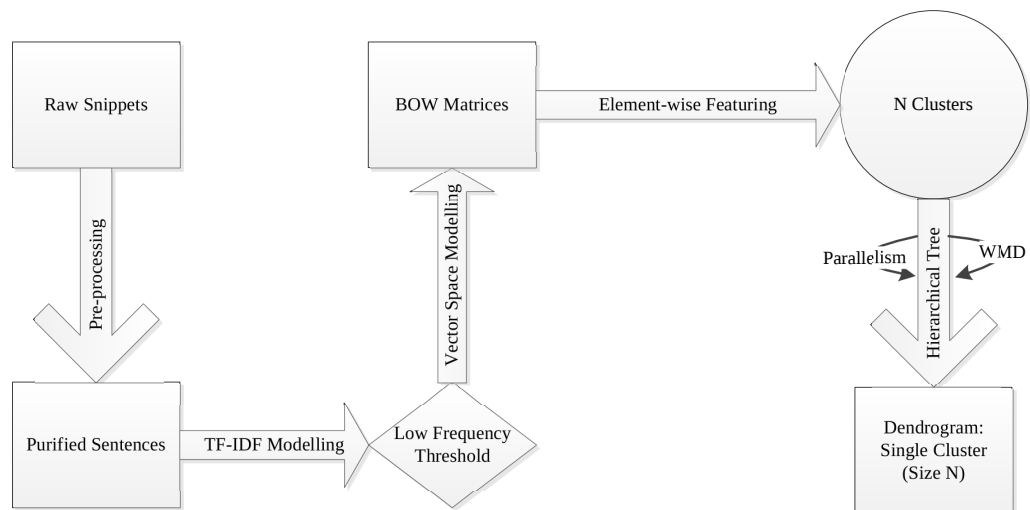 Raw Snippets
Pre-processing
Purified Sentences
TF-IDF Modelling
Low Frequency
Threshold
Vector Space Modelling
BOW Matrices
Element-wise Featuring
N Clusters
Parallelism
Hierarchical Tree
WMD
Dendrogram:
Single Cluster
(Size N)